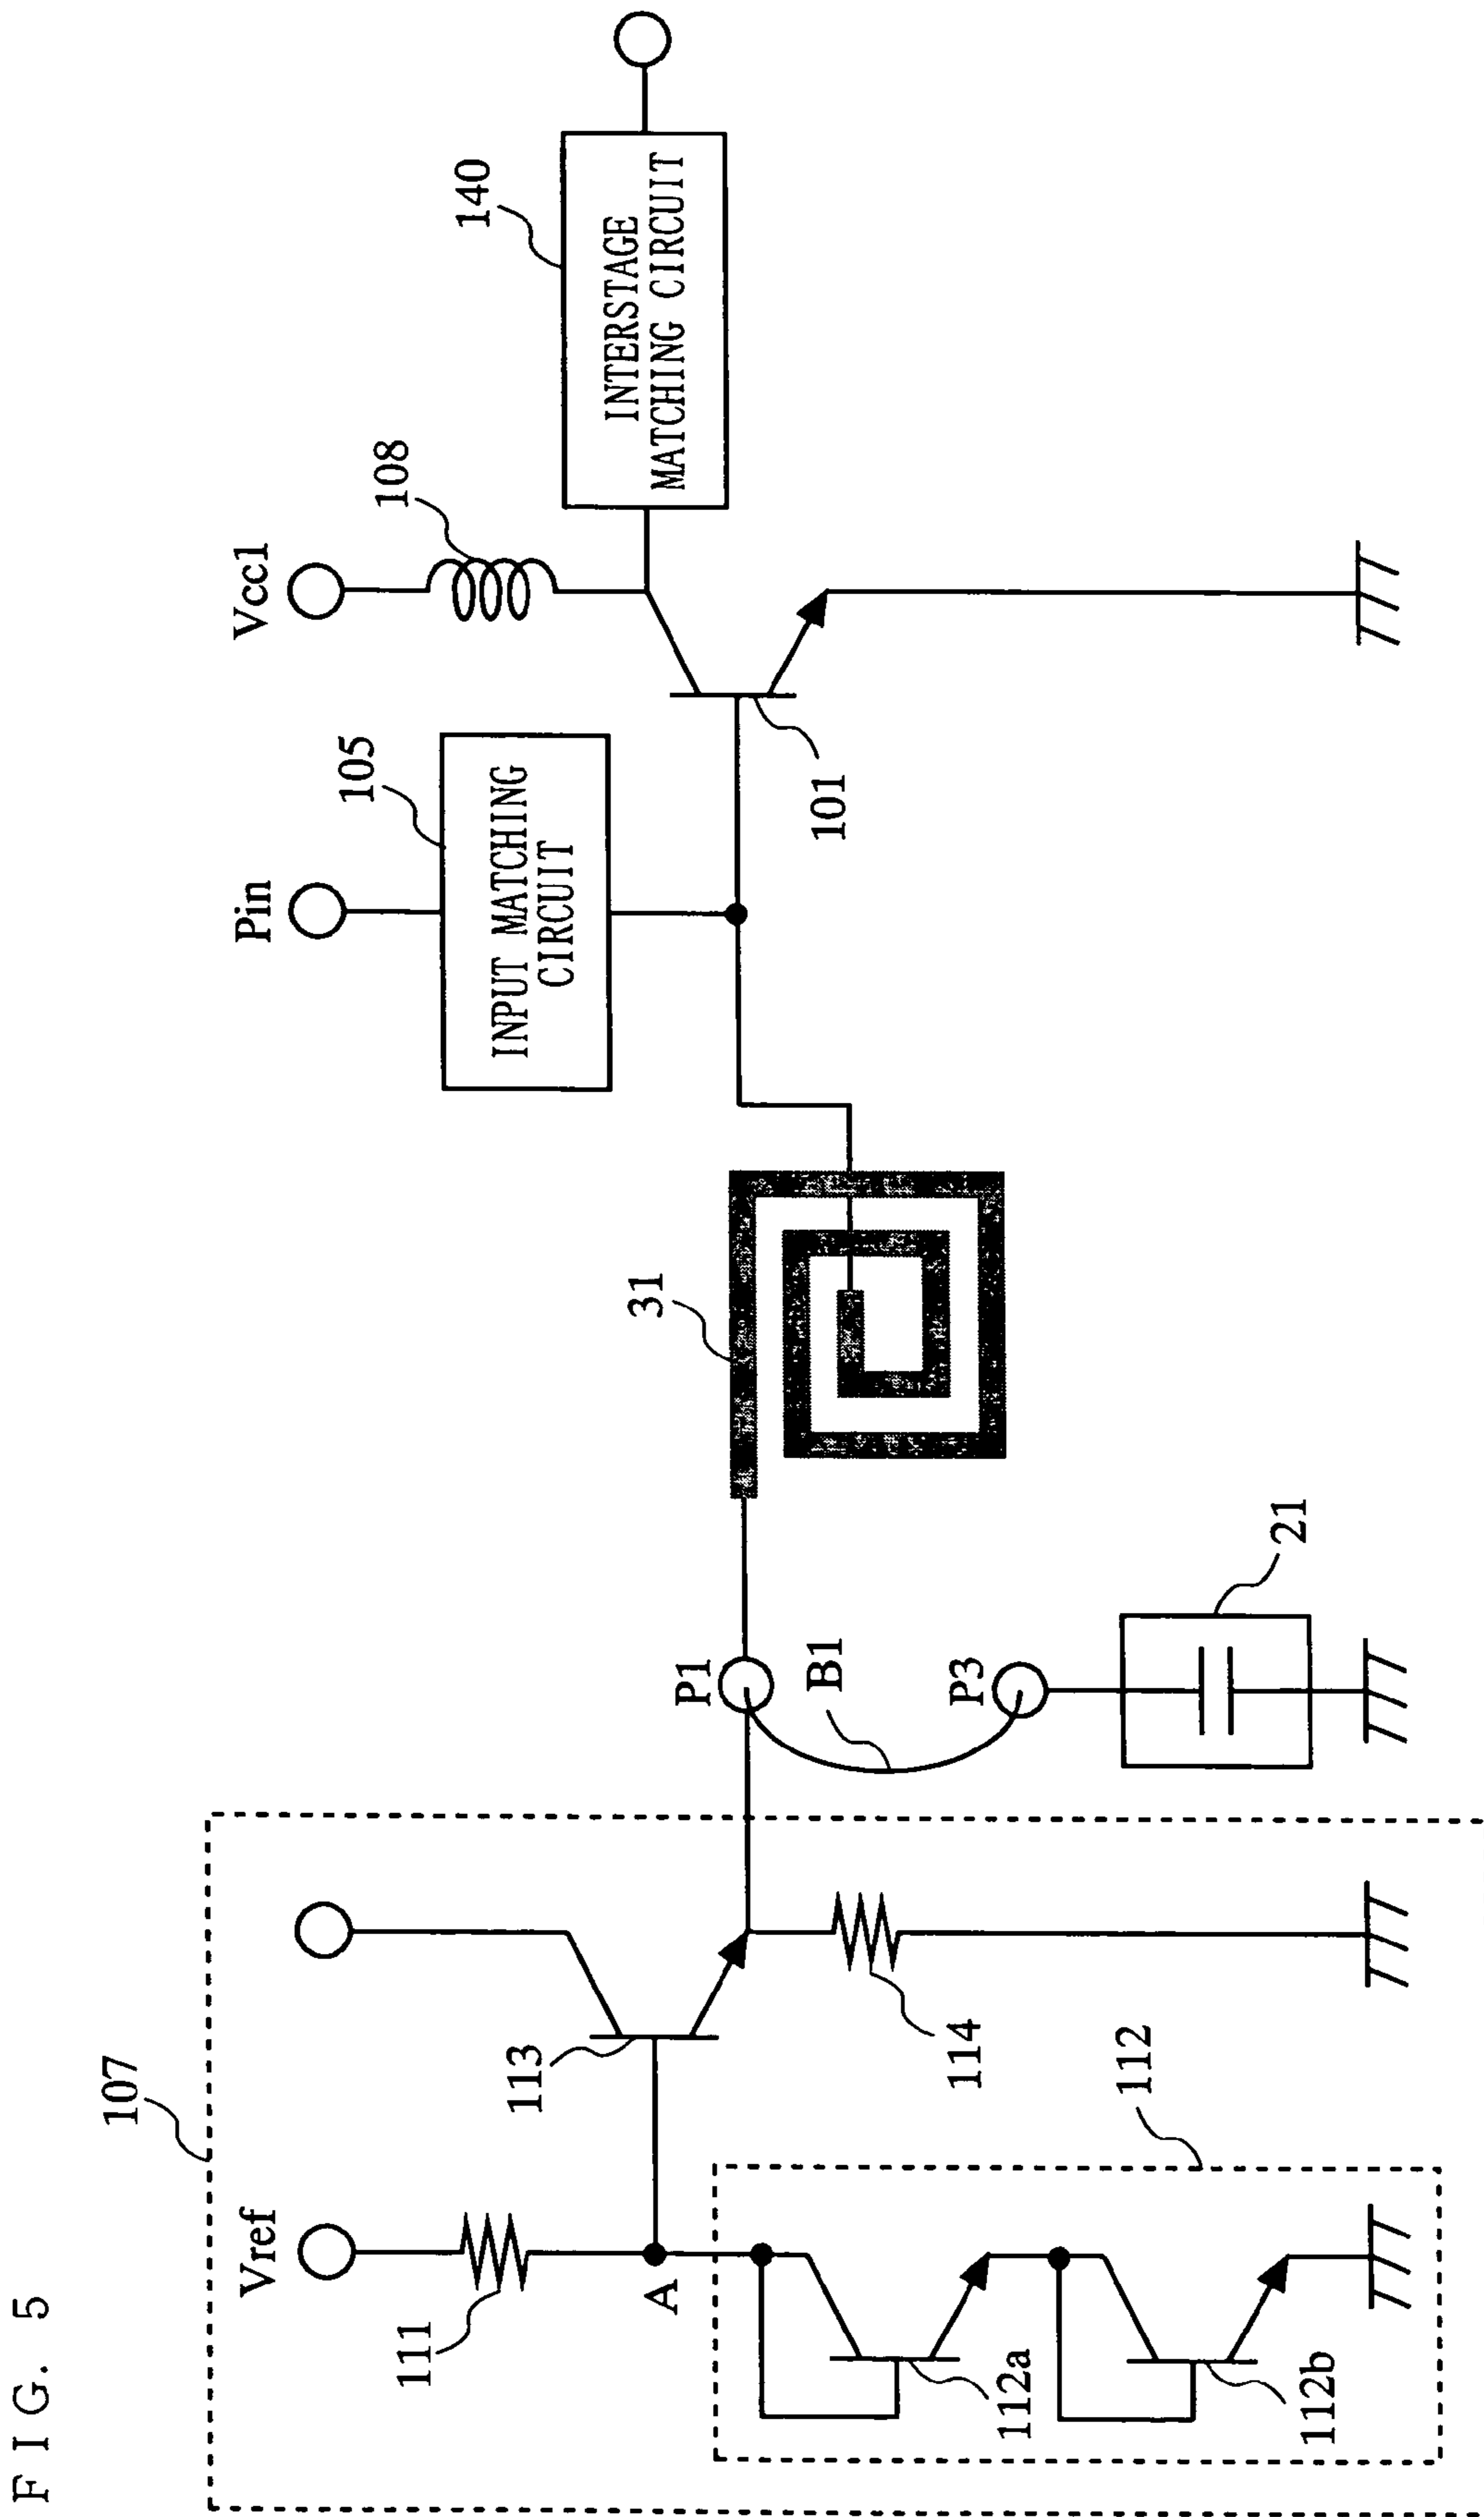 FIG. 5
107
Vref
111
A
113
114
112
112a
112b
P1
B1
P3
21
31
Pin
105
INPUT MATCHING
CIRCUIT
101
Vcc1
108
140
INTERSTAGE
MATCHING CIRCUIT